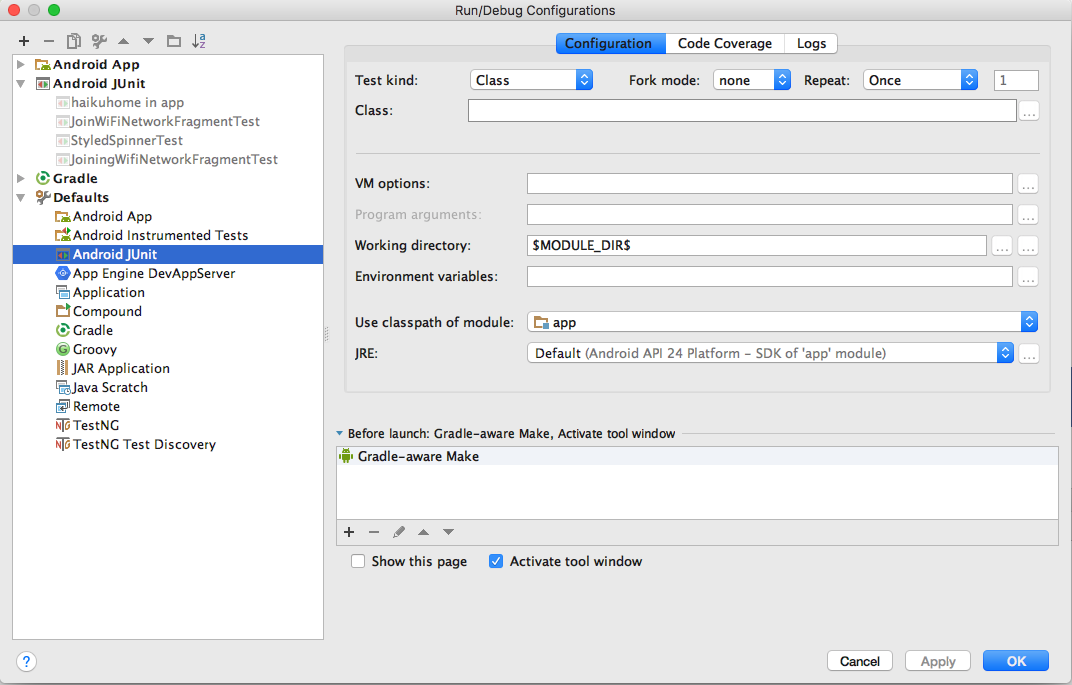 Run/Debug Configurations
Configuration Code Coverage Logs
Android App
Android JUnit
haikuhome in app
JoinWiFiNetworkFragmentTest
StyledSpinnerTest
JoiningWifiNetworkFragmentTest
Gradle
Defaults
Android App
Android Instrumented Tests
Android JUnit
App Engine DevAppServer
Application
Compound
Gradle
Groovy
JAR Application
Java Scratch
Remote
TestNG
TestNG Test Discovery
Test kind: Class Fork mode: none Repeat: Once 1
Class: ...
VM options: ...
Program arguments: ...
Working directory: $MODULE_DIR$ ... ...
Environment variables: ...
Use classpath of module: app
JRE: Default (Android API 24 Platform – SDK of 'app' module) ...
Before launch: Gradle-aware Make, Activate tool window
Gradle-aware Make
Show this page Activate tool window
? Cancel Apply OK